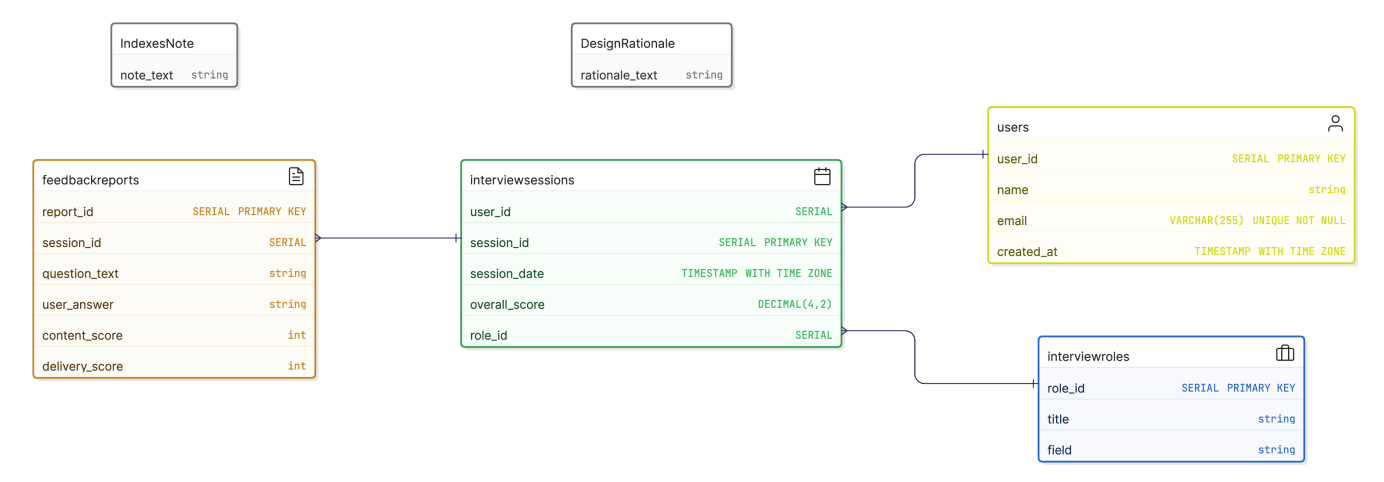 IndexesNote
note_text string
DesignRationale
rationale_text string
users
user_id SERIAL PRIMARY KEY
name string
email VARCHAR(255) UNIQUE NOT NULL
created_at TIMESTAMP WITH TIME ZONE
feedbackreports
report_id SERIAL PRIMARY KEY
session_id SERIAL
question_text string
user_answer string
content_score int
delivery_score int
interviewsessions
user_id SERIAL
session_id SERIAL PRIMARY KEY
session_date TIMESTAMP WITH TIME ZONE
overall_score DECIMAL(4,2)
role_id SERIAL
interviewroles
role_id SERIAL PRIMARY KEY
title string
field string